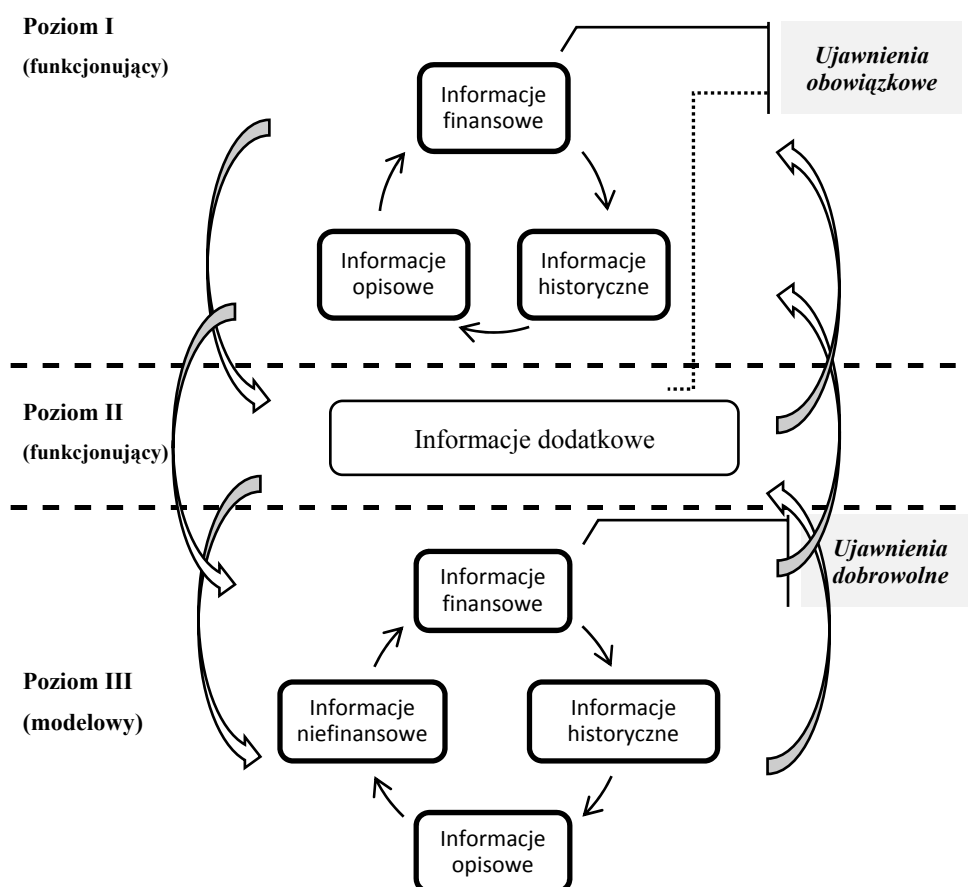 Poziom I
(funkcjonujący)
Ujawnienia
obowiązkowe
Informacje
finansowe
Informacje
opisowe
Informacje
historyczne
Poziom II
(funkcjonujący)
Informacje dodatkowe
Ujawnienia
dobrowolne
Informacje
finansowe
Poziom III
(modelowy)
Informacje
niefinansowe
Informacje
historyczne
Informacje
opisowe